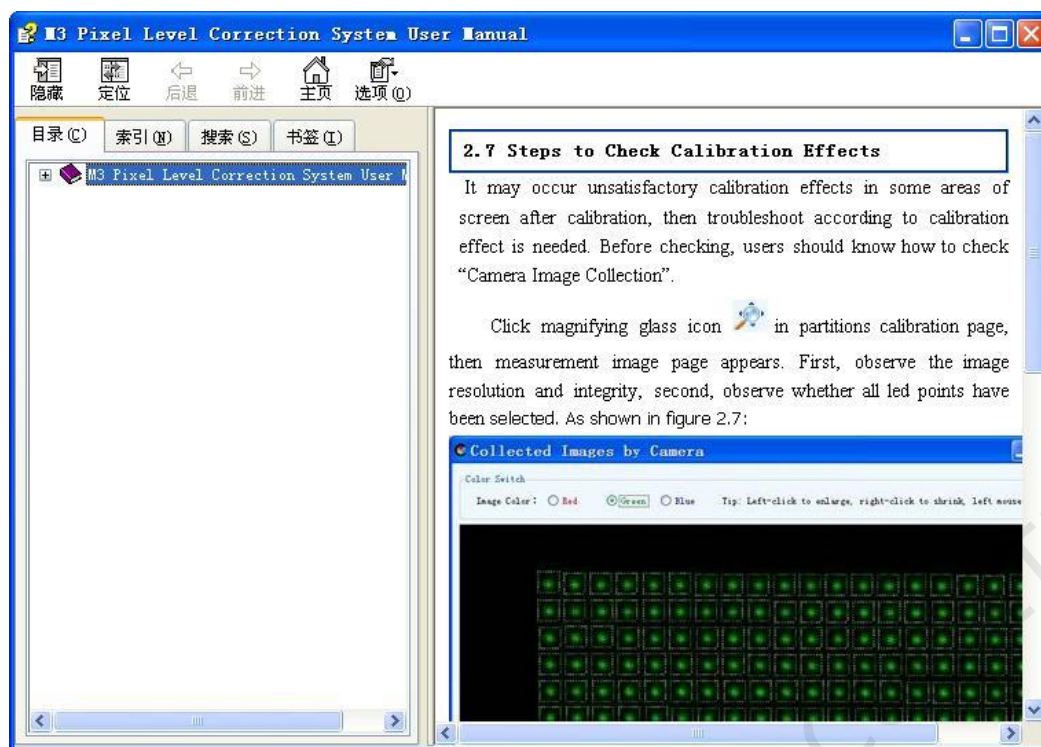 M3 Pixel Level Correction System User Manual
隐藏 定位 后退 前进 主页 选项(O)
目录(C) 索引(N) 搜索(S) 书签(I)
M3 Pixel Level Correction System User M
2.7 Steps to Check Calibration Effects
It may occur unsatisfactory calibration effects in some areas of
screen after calibration, then troubleshoot according to calibration
effect is needed. Before checking, users should know how to check
“Camera Image Collection”.
Click magnifying glass icon in partitions calibration page,
then measurement image page appears. First, observe the image
resolution and integrity, second, observe whether all led points have
been selected. As shown in figure 2.7:
Collected Images by Camera
Color Switch
Image Color: Red Green Blue Tip: Left-click to enlarge, right-click to shrink, left mouse